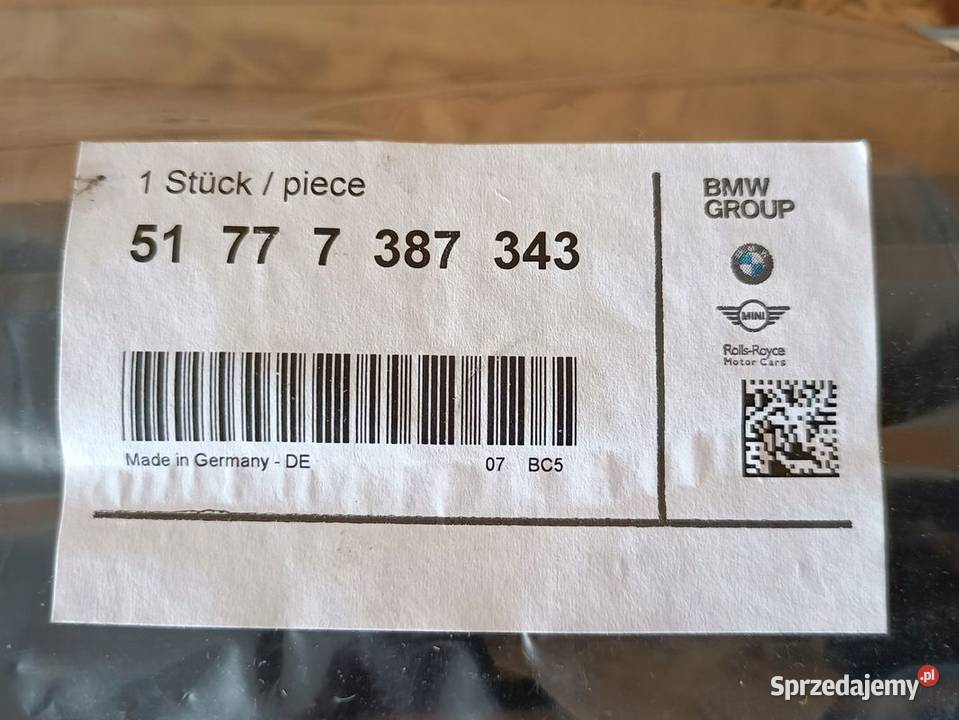 1 Stück / piece
51 77 7 387 343
Made in Germany - DE
07 BC5
BMW
GROUP
BMW
MINI
Rolls-Royce
Motor Cars
Sprzedajemy.pl